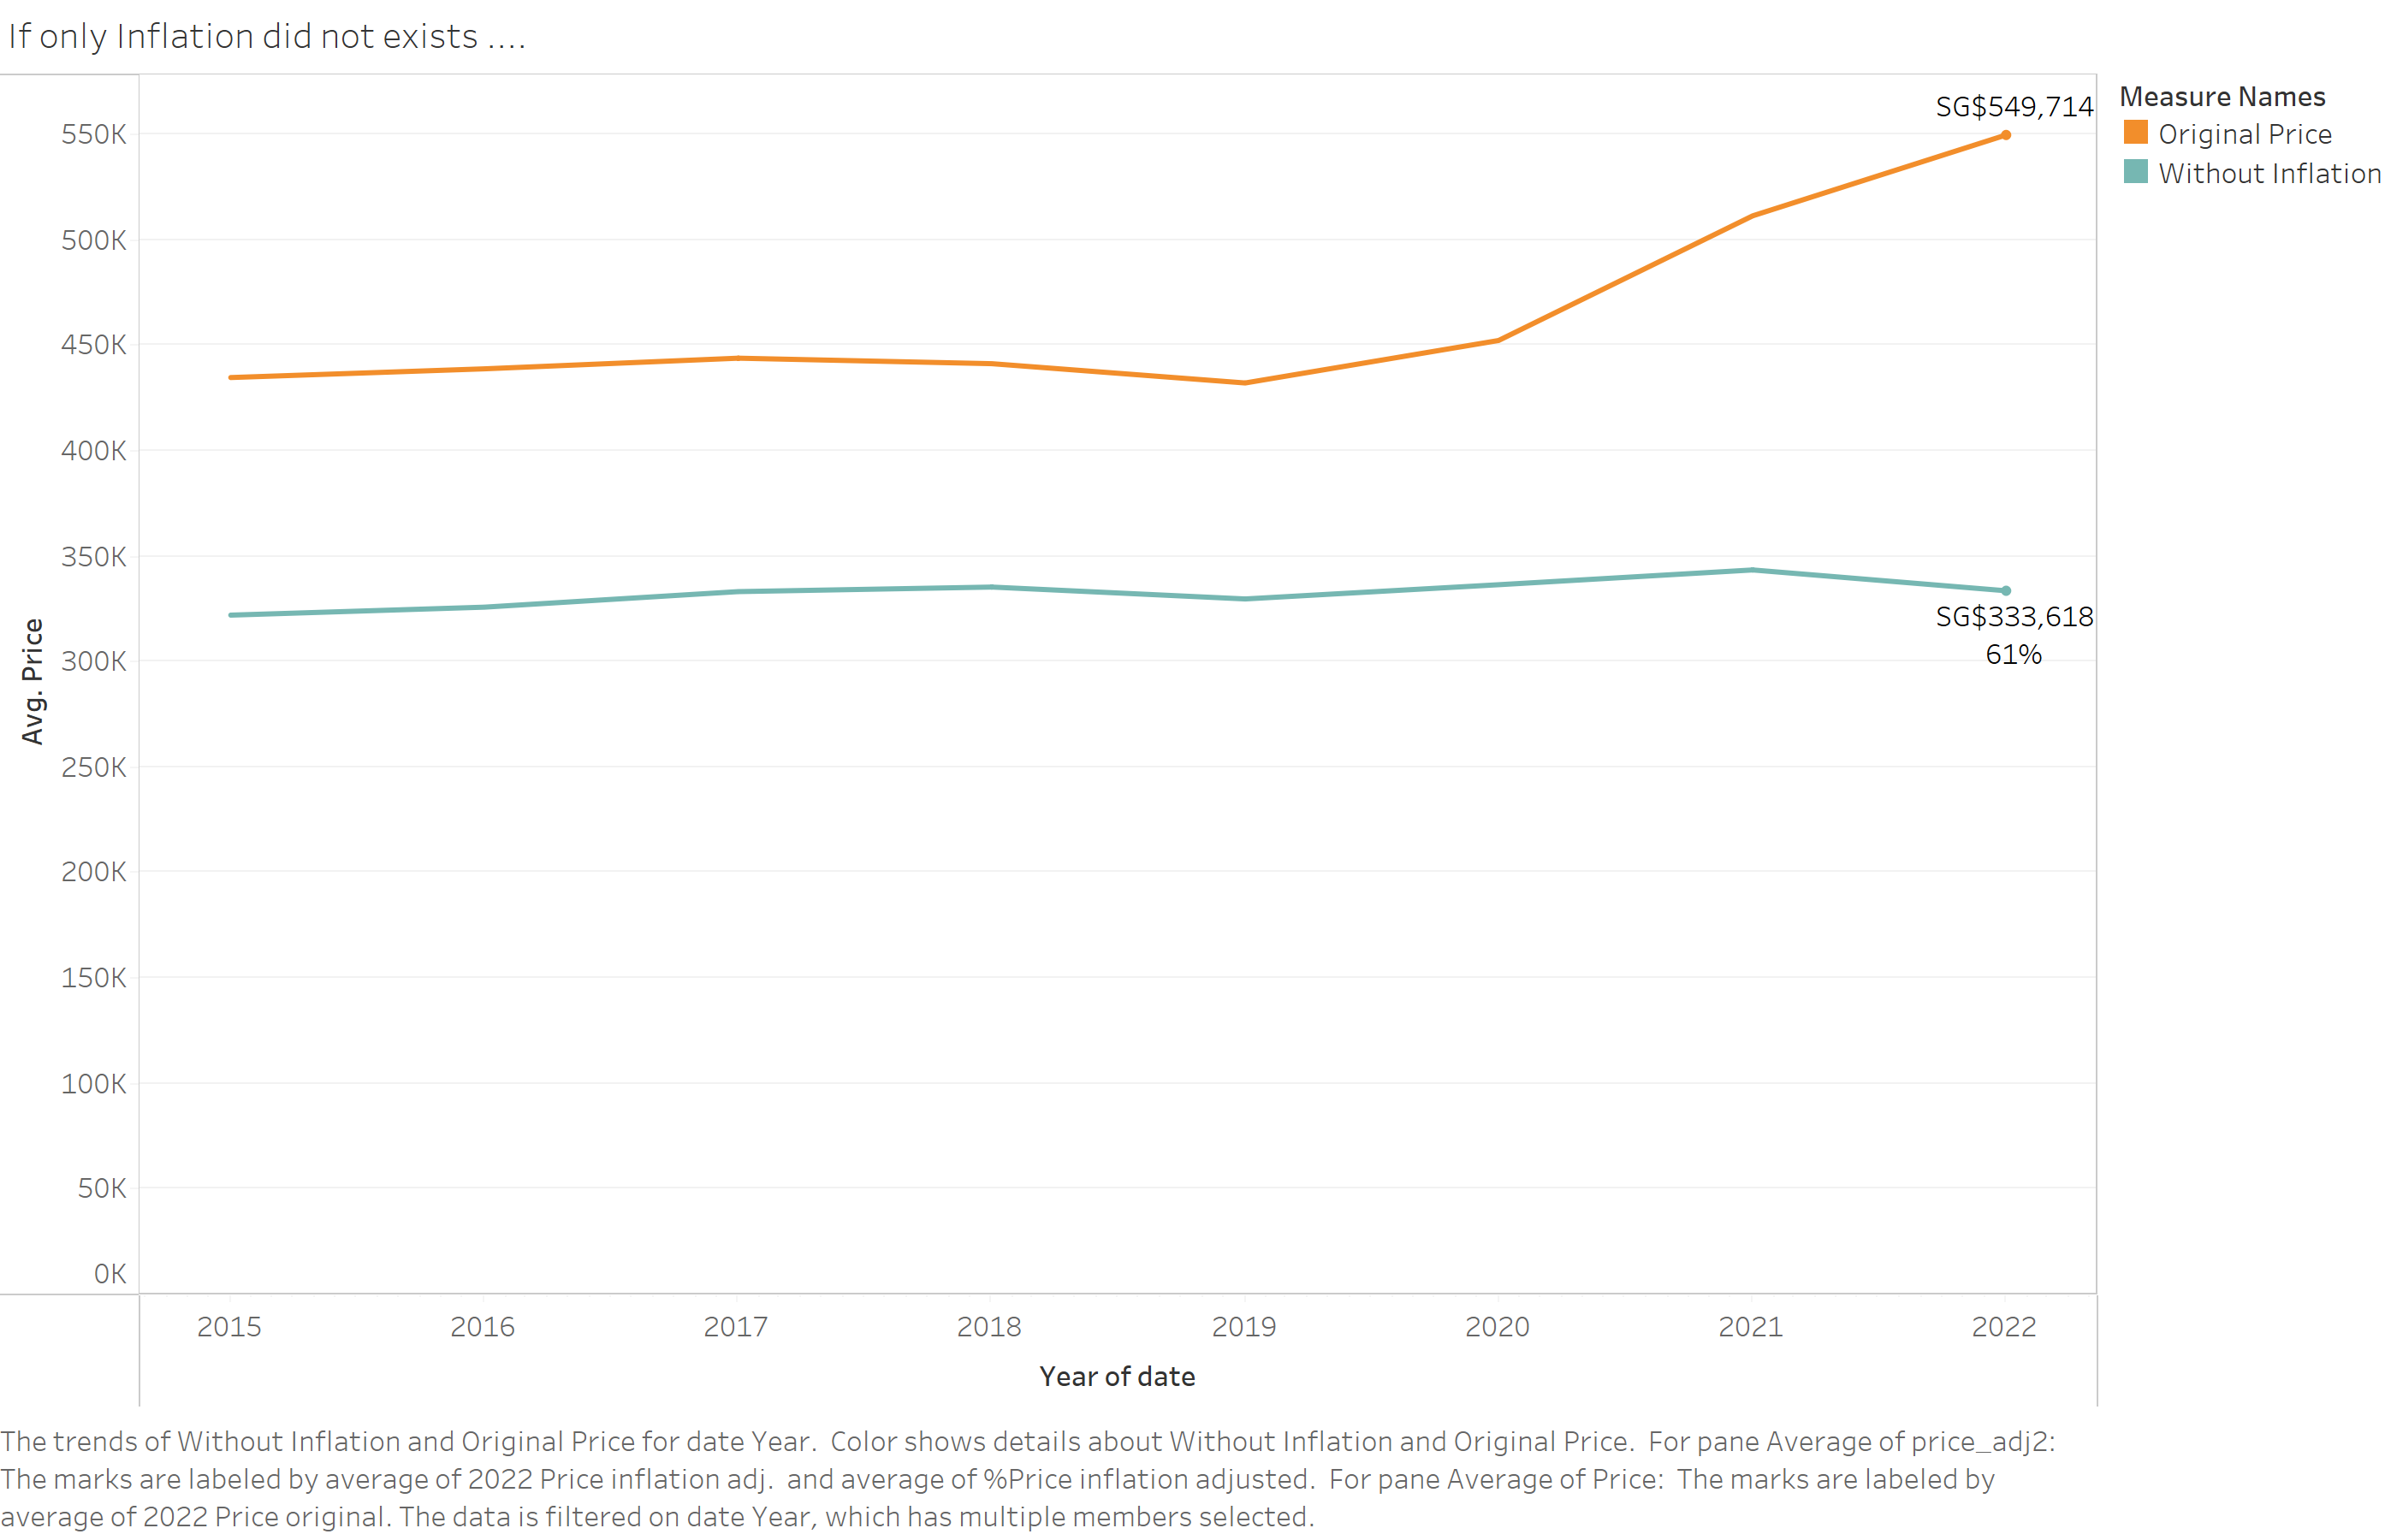 If only Inflation did not exists ....
SG$549,714
Measure Names
Original Price
Without Inflation
550K
500K
450K
400K
350K
300K
250K
200K
150K
100K
50K
0K
Avg. Price
SG$333,618
61%
2015 2016 2017 2018 2019 2020 2021 2022
Year of date
The trends of Without Inflation and Original Price for date Year.  Color shows details about Without Inflation and Original Price.  For pane Average of price_adj2:
The marks are labeled by average of 2022 Price inflation adj.  and average of %Price inflation adjusted.  For pane Average of Price:  The marks are labeled by
average of 2022 Price original. The data is filtered on date Year, which has multiple members selected.